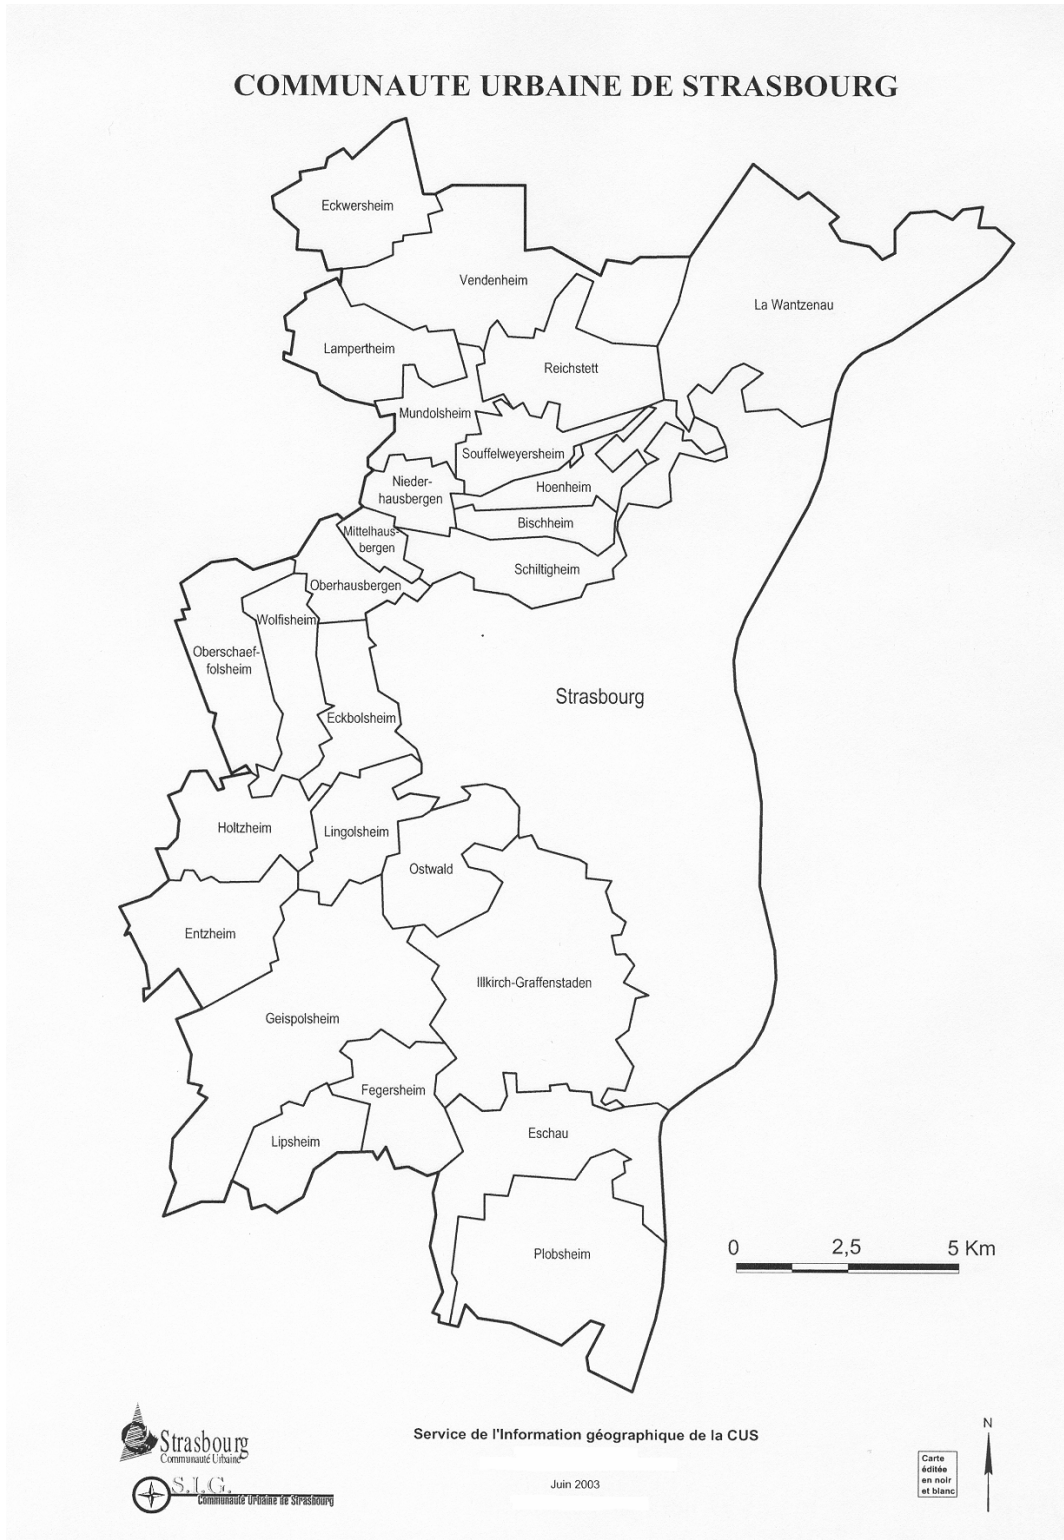 COMMUNAUTE URBAINE DE STRASBOURG
Eckwersheim
Vendenheim
La Wantzenau
Lampertheim
Reichstett
Mundolsheim
Souffelweyersheim
Nieder-
hausbergen
Hoenheim
Bischheim
Mittelhaus-
bergen
Schiltigheim
Oberhausbergen
Wolfisheim
Oberschaef-
folsheim
Strasbourg
Eckbolsheim
Holtzheim
Lingolsheim
Ostwald
Entzheim
Illkirch-Graffenstaden
Geispolsheim
Fegersheim
Eschau
Lipsheim
Plobsheim
0 2,5 5 Km
Strasbourg
Communauté Urbaine
S.I.G.
Communauté Urbaine de Strasbourg
Service de l'Information géographique de la CUS
Juin 2003
Carte
éditée
en noir
et blanc
N